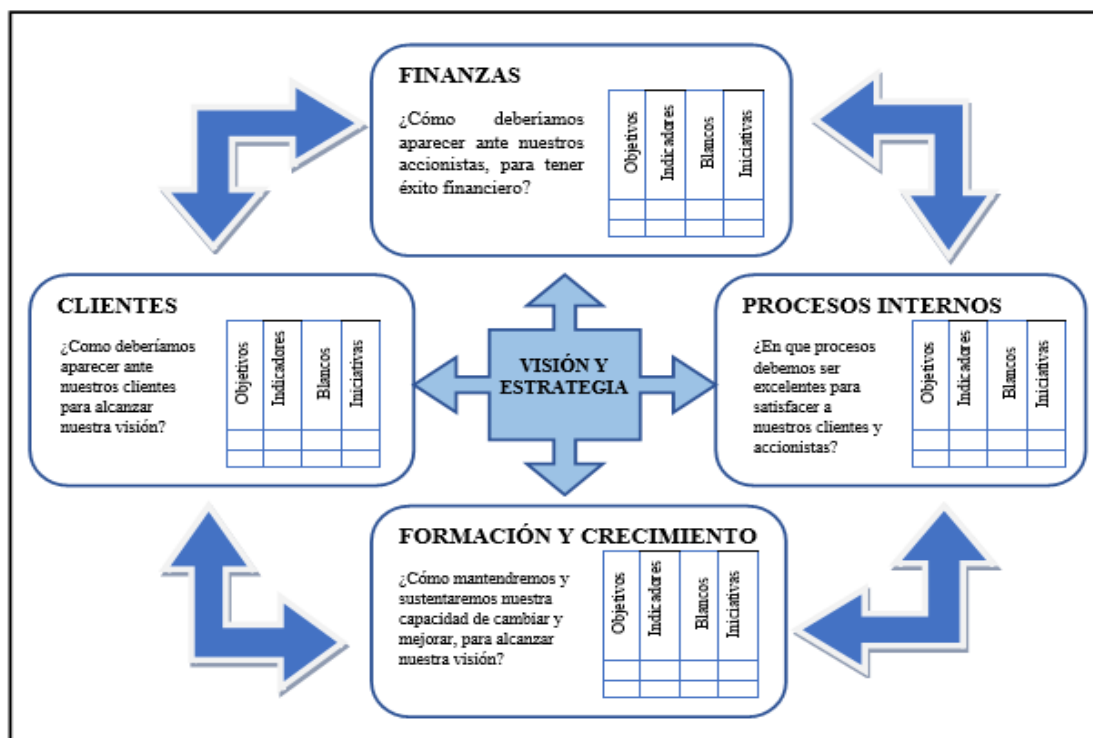 FINANZAS
¿Cómo deberíamos
aparecer ante nuestros
accionistas, para tener
éxito financiero?
Objetivos
Indicadores
Blancos
Iniciativas
CLIENTES
¿Como deberíamos
aparecer ante
nuestros clientes
para alcanzar
nuestra visión?
Objetivos
Indicadores
Blancos
Iniciativas
VISIÓN Y
ESTRATEGIA
PROCESOS INTERNOS
¿En que procesos
debemos ser
excelentes para
satisfacer a
nuestros clientes y
accionistas?
Objetivos
Indicadores
Blancos
Iniciativas
FORMACIÓN Y CRECIMIENTO
¿Cómo mantendremos y
sustentaremos nuestra
capacidad de cambiar y
mejorar, para alcanzar
nuestra visión?
Objetivos
Indicadores
Blancos
Iniciativas